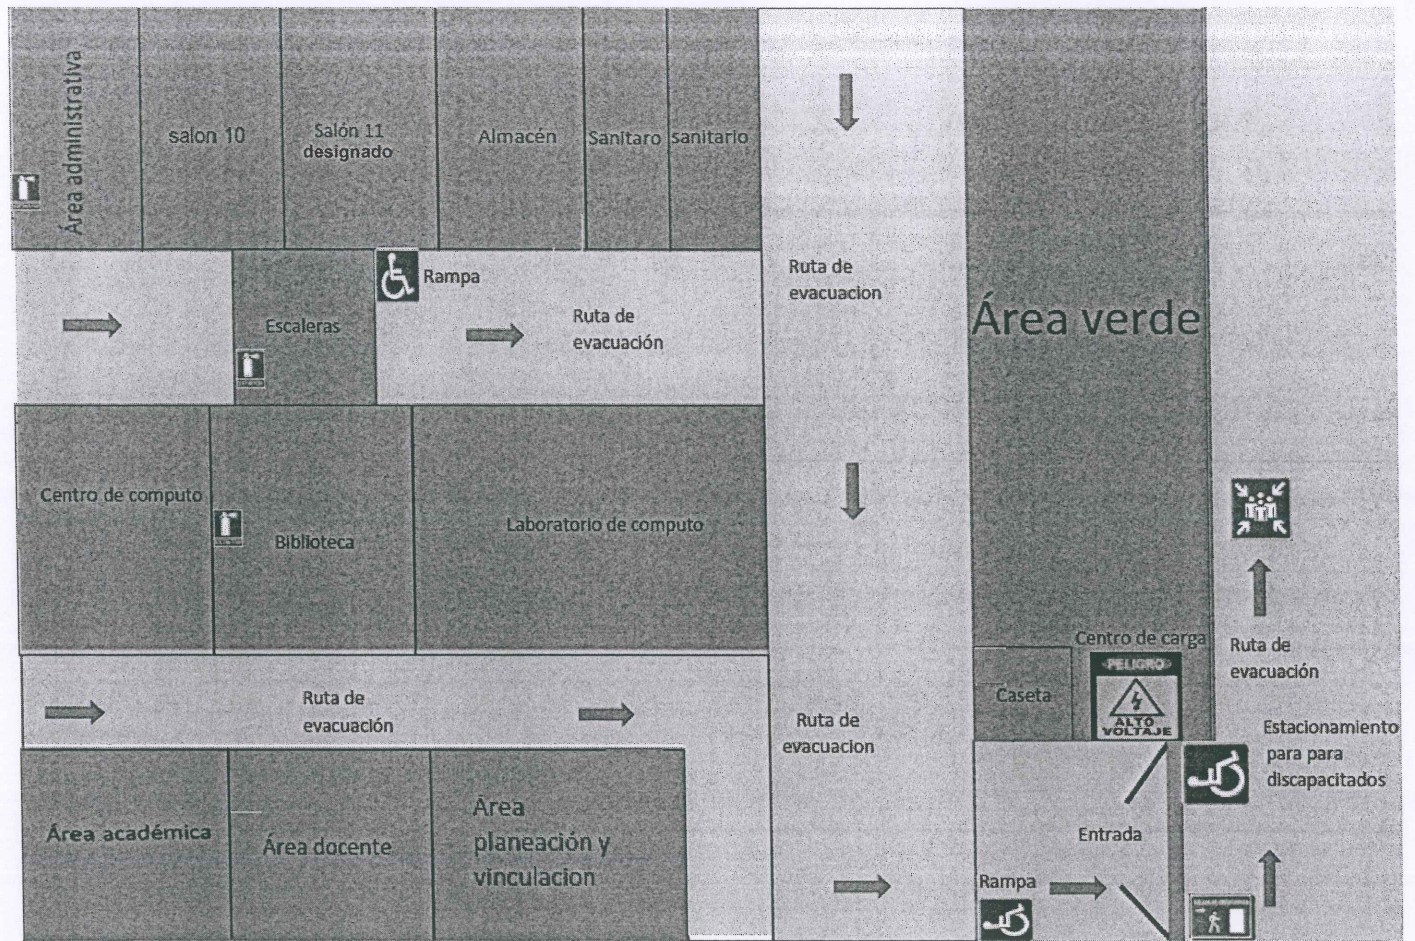 Área administrativa
salon 10
Salón 11
designado
Almacén
Sanitaro
sanitario
Rampa
Escaleras
Ruta de
evacuación
Ruta de
evacuacion
Área verde
Centro de computo
Biblioteca
Laboratorio de computo
Centro de carga
PELIGRO
ALTO
VOLTAJE
Caseta
Ruta de
evacuación
Ruta de
evacuación
Ruta de
evacuacion
Estacionamiento
para para
discapacitados
Área académica
Área docente
Área
planeación y
vinculacion
Entrada
Rampa